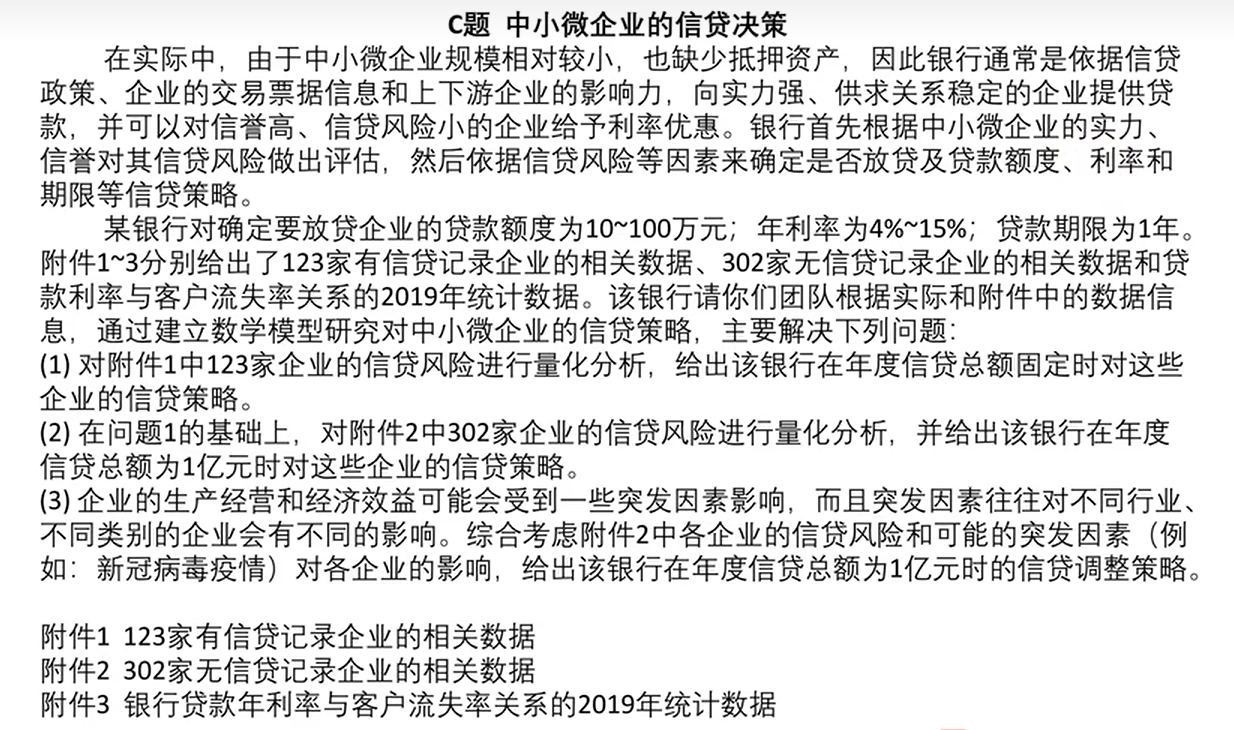 C题 中小微企业的信贷决策
在实际中，由于中小微企业规模相对较小，也缺少抵押资产，因此银行通常是依据信贷
政策、企业的交易票据信息和上下游企业的影响力，向实力强、供求关系稳定的企业提供贷
款，并可以对信誉高、信贷风险小的企业给予利率优惠。银行首先根据中小微企业的实力、
信誉对其信贷风险做出评估，然后依据信贷风险等因素来确定是否放贷及贷款额度、利率和
期限等信贷策略。
某银行对确定要放贷企业的贷款额度为10~100万元；年利率为4%~15%；贷款期限为1年。
附件1~3分别给出了123家有信贷记录企业的相关数据、302家无信贷记录企业的相关数据和贷
款利率与客户流失率关系的2019年统计数据。该银行请你们团队根据实际和附件中的数据信
息，通过建立数学模型研究对中小微企业的信贷策略，主要解决下列问题：
(1) 对附件1中123家企业的信贷风险进行量化分析，给出该银行在年度信贷总额固定时对这些
企业的信贷策略。
(2) 在问题1的基础上，对附件2中302家企业的信贷风险进行量化分析，并给出该银行在年度
信贷总额为1亿元时对这些企业的信贷策略。
(3) 企业的生产经营和经济效益可能会受到一些突发因素影响，而且突发因素往往对不同行业、
不同类别的企业会有不同的影响。综合考虑附件2中各企业的信贷风险和可能的突发因素（例
如：新冠病毒疫情）对各企业的影响，给出该银行在年度信贷总额为1亿元时的信贷调整策略。
附件1 123家有信贷记录企业的相关数据
附件2 302家无信贷记录企业的相关数据
附件3 银行贷款年利率与客户流失率关系的2019年统计数据